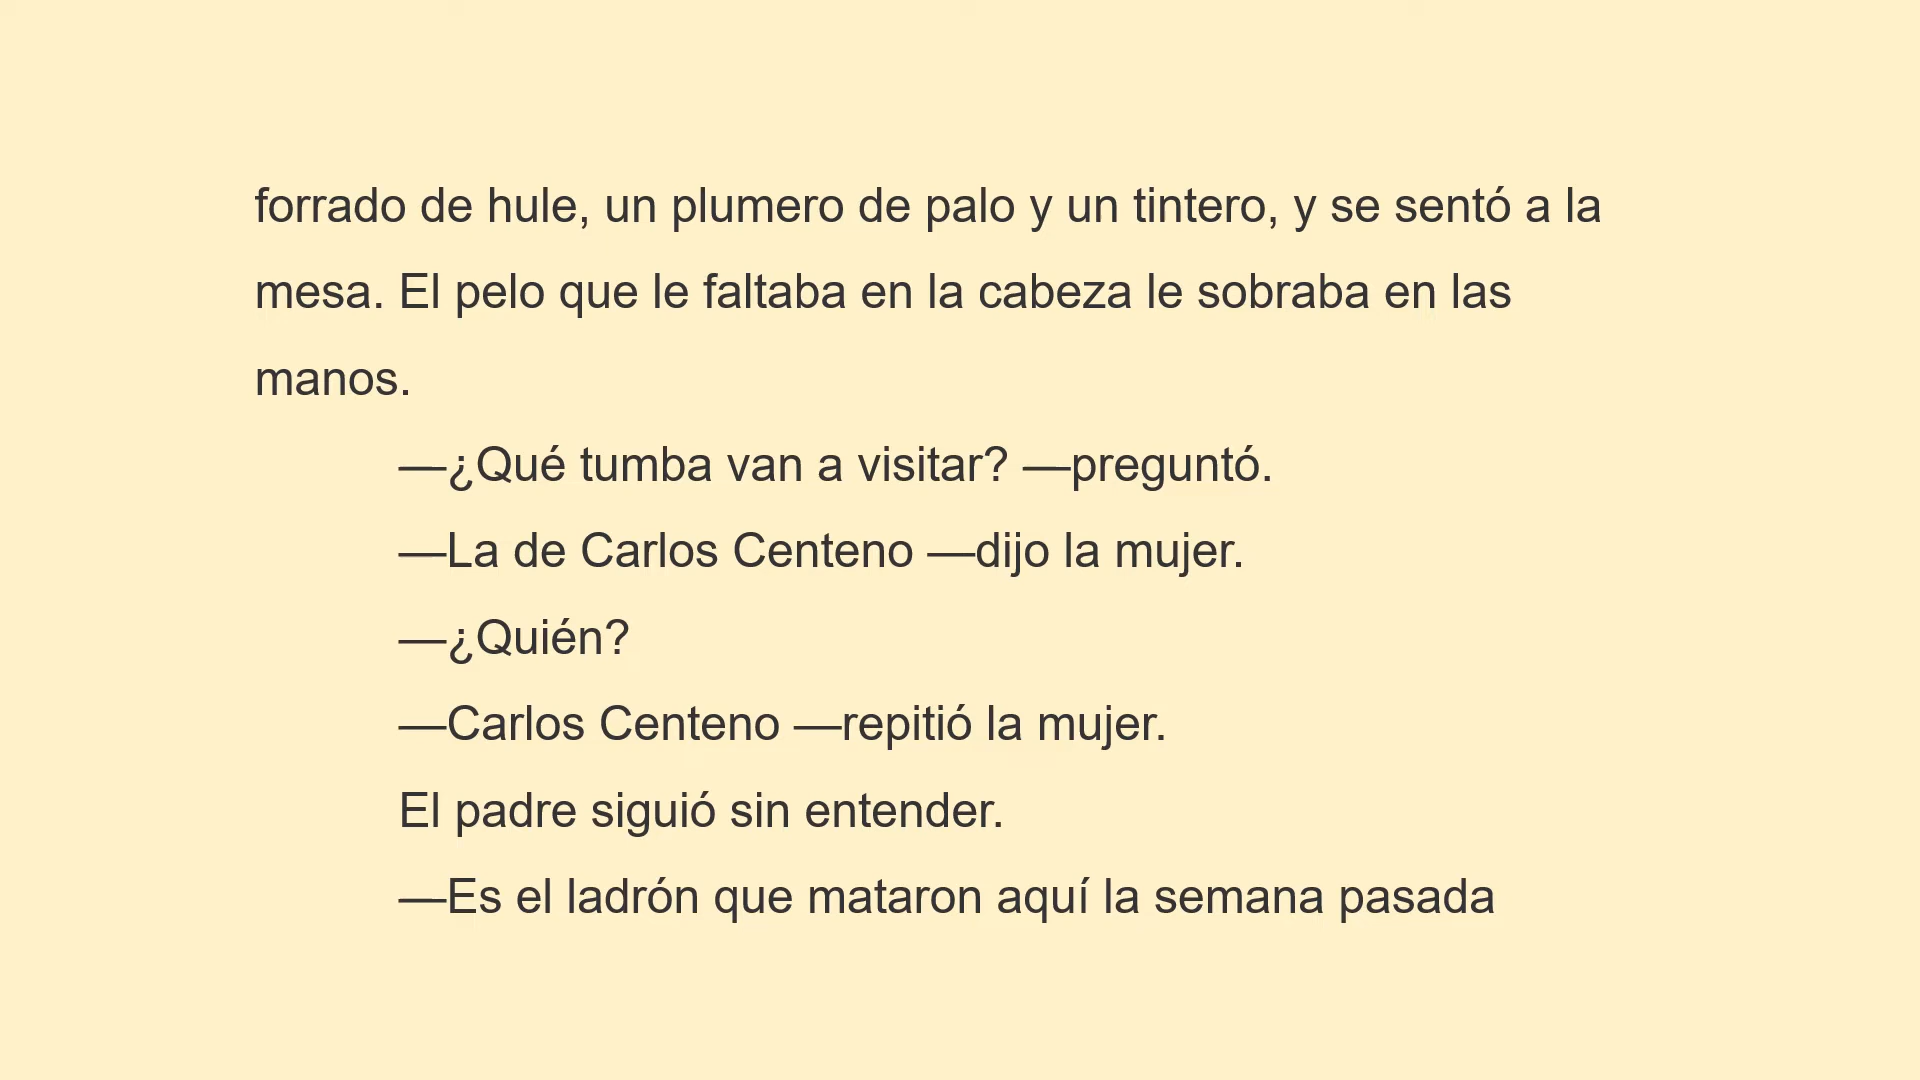 forrado de hule, un plumero de palo y un tintero, y se sentó a la
mesa. El pelo que le faltaba en la cabeza le sobraba en las
manos.
—¿Qué tumba van a visitar? —preguntó.
—La de Carlos Centeno —dijo la mujer.
—¿Quién?
—Carlos Centeno —repitió la mujer.
El padre siguió sin entender.
—Es el ladrón que mataron aquí la semana pasada